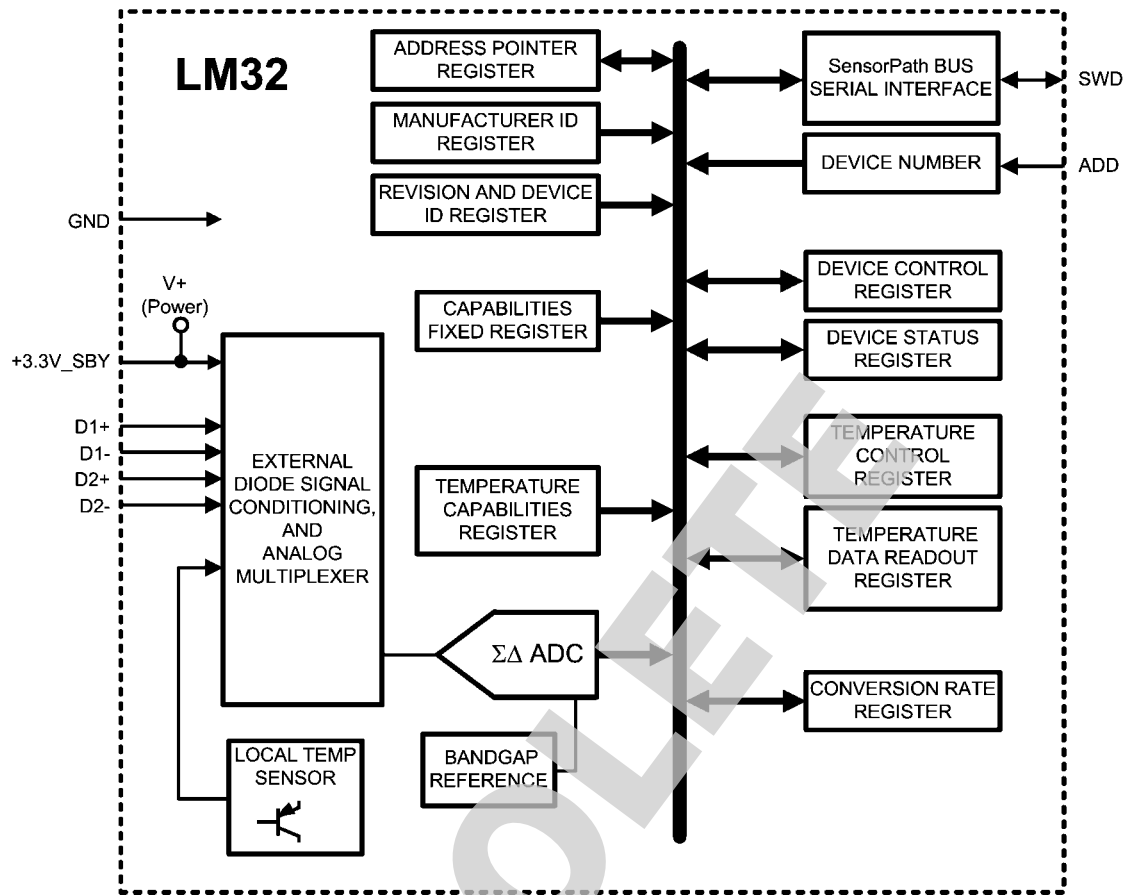 LM32
ADDRESS POINTER
REGISTER
MANUFACTURER ID
REGISTER
REVISION AND DEVICE
ID REGISTER
SensorPath BUS
SERIAL INTERFACE
SWD
DEVICE NUMBER
ADD
GND
V+
(Power)
+3.3V_SBY
D1+
D1-
D2+
D2-
EXTERNAL
DIODE SIGNAL
CONDITIONING,
AND
ANALOG
MULTIPLEXER
CAPABILITIES
FIXED REGISTER
DEVICE CONTROL
REGISTER
DEVICE STATUS
REGISTER
TEMPERATURE
CAPABILITIES
REGISTER
TEMPERATURE
CONTROL
REGISTER
TEMPERATURE
DATA READOUT
REGISTER
ΣΔ ADC
CONVERSION RATE
REGISTER
LOCAL TEMP
SENSOR
BANDGAP
REFERENCE
OLETE